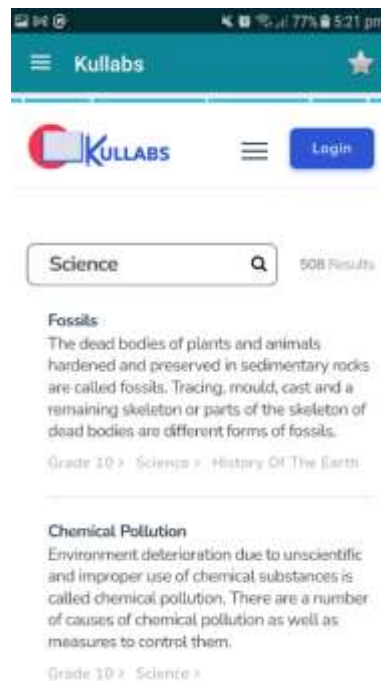 77% 5:21 pm
Kullabs
KULLABS
Login
Science
508 Results
Fossils
The dead bodies of plants and animals
hardened and preserved in sedimentary rocks
are called fossils. Tracing, mould, cast and a
remaining skeleton or parts of the skeleton of
dead bodies are different forms of fossils.
Grade 10 > Science > History Of The Earth
Chemical Pollution
Environment deterioration due to unscientific
and improper use of chemical substances is
called chemical pollution. There are a number
of causes of chemical pollution as well as
measures to control them.
Grade 10 > Science >